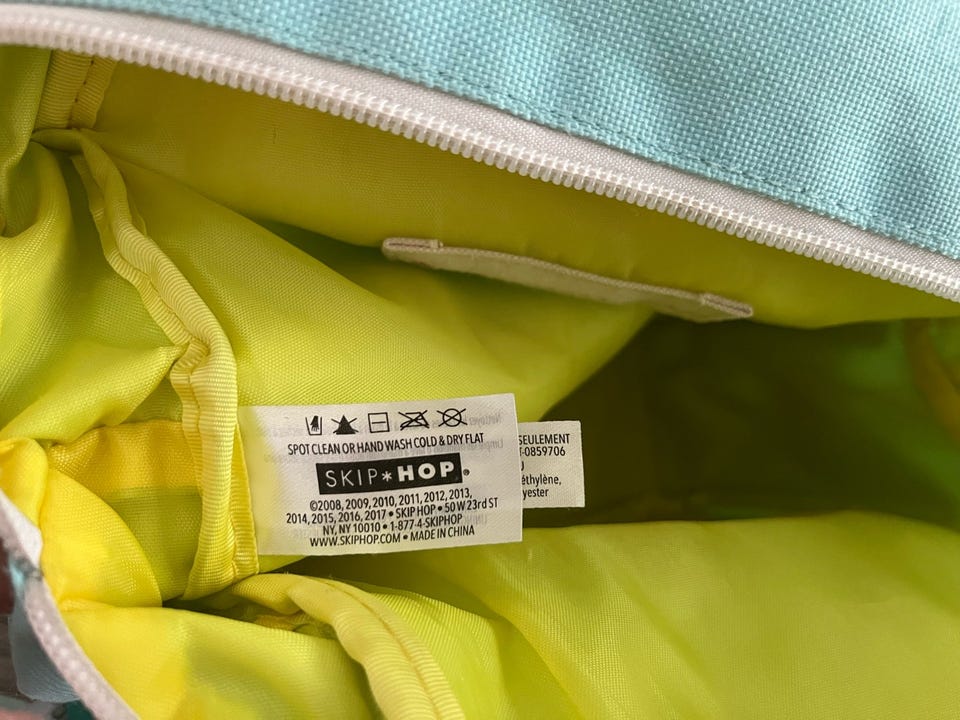 SPOT CLEAN OR HAND WASH COLD & DRY FLAT
SKIP*HOP®
©2008, 2009, 2010, 2011, 2012, 2013,
2014, 2015, 2016, 2017 • SKIP HOP • 50 W 23rd ST
NY, NY 10010 • 1-877-4-SKIPHOP
WWW.SKIPHOP.COM • MADE IN CHINA
SEULEMENT
T-0859706
U
éthylène,
yester